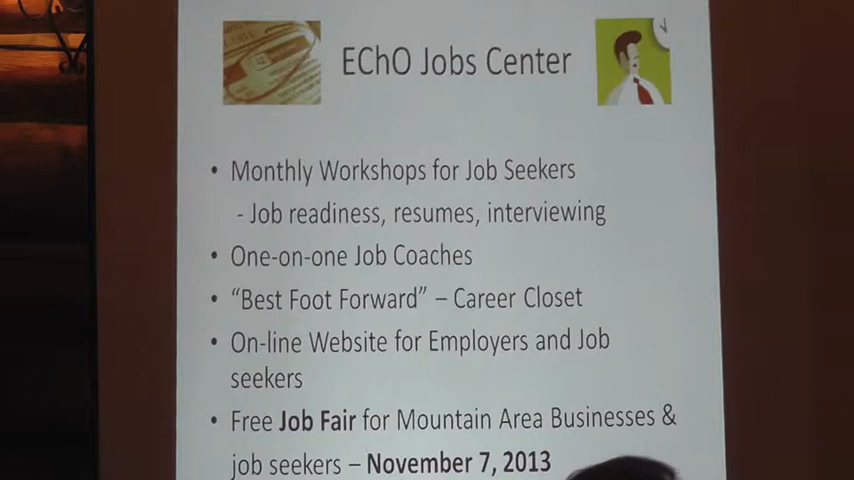 EChO Jobs Center
• Monthly Workshops for Job Seekers
- Job readiness, resumes, interviewing
• One-on-one Job Coaches
• “Best Foot Forward” – Career Closet
• On-line Website for Employers and Job
seekers
• Free Job Fair for Mountain Area Businesses &
job seekers – November 7, 2013